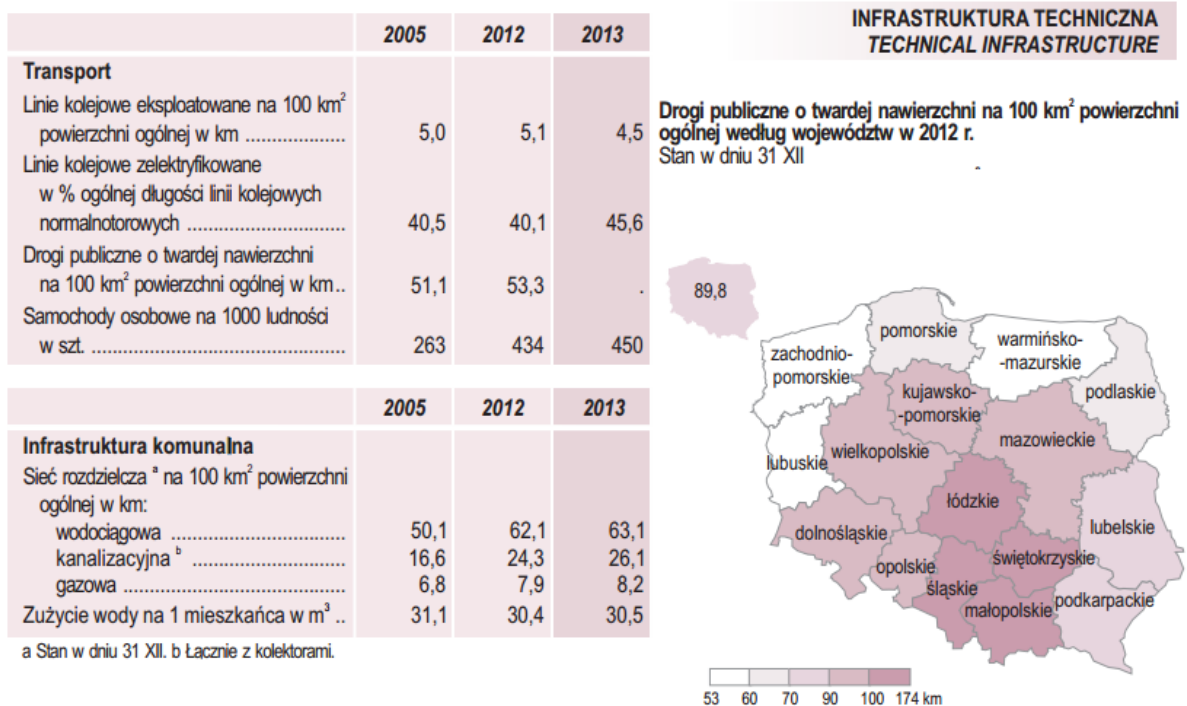 2005 2012 2013
Transport
Linie kolejowe eksploatowane na 100 km²
powierzchni ogólnej w km ................... 5,0 5,1 4,5
Linie kolejowe zelektryfikowane
w % ogólnej długości linii kolejowych
normalnotorowych .............................. 40,5 40,1 45,6
Drogi publiczne o twardej nawierzchni
na 100 km² powierzchni ogólnej w km.. 51,1 53,3 .
Samochody osobowe na 1000 ludności
w szt. ................................................ 263 434 450
2005 2012 2013
Infrastruktura komunalna
Sieć rozdzielcza ª na 100 km² powierzchni
ogólnej w km:
wodociągowa ................................. 50,1 62,1 63,1
kanalizacyjna ᵇ ............................. 16,6 24,3 26,1
gazowa .......................................... 6,8 7,9 8,2
Zużycie wody na 1 mieszkańca w m³ .. 31,1 30,4 30,5
a Stan w dniu 31 XII. b Łącznie z kolektorami.
INFRASTRUKTURA TECHNICZNA
TECHNICAL INFRASTRUCTURE
Drogi publiczne o twardej nawierzchni na 100 km² powierzchni
ogólnej według województw w 2012 r.
Stan w dniu 31 XII
89,8
pomorskie
warmińsko-
-mazurskie
zachodnio-
pomorskie
podlaskie
kujawsko-
-pomorskie
mazowieckie
wielkopolskie
lubuskie
łódzkie
lubelskie
dolnośląskie
świętokrzyskie
opolskie
śląskie
małopolskie
podkarpackie
53 60 70 90 100 174 km